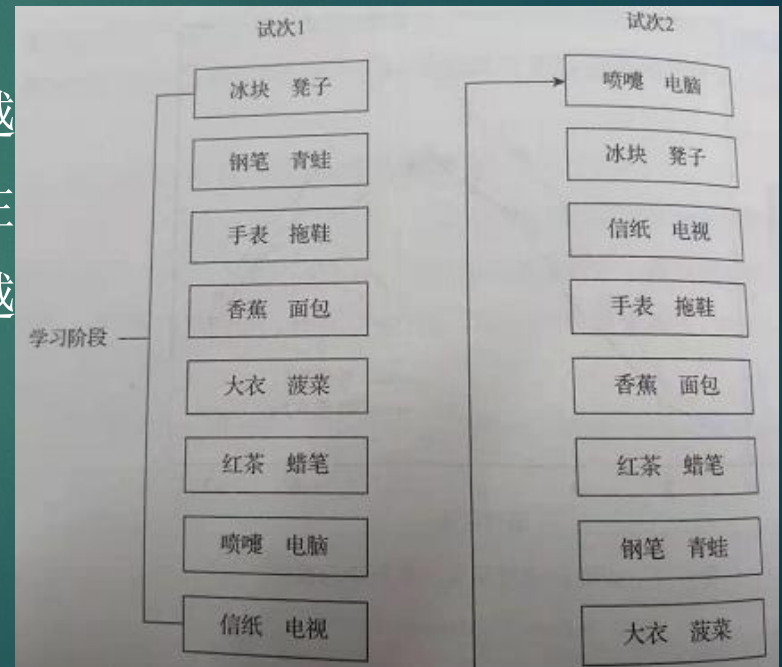 越
越
学习阶段
试次1
冰块 凳子
钢笔 青蛙
手表 拖鞋
香蕉 面包
大衣 菠菜
红茶 蜡笔
喷嚏 电脑
信纸 电视
试次2
喷嚏 电脑
冰块 凳子
信纸 电视
手表 拖鞋
香蕉 面包
红茶 蜡笔
钢笔 青蛙
大衣 菠菜